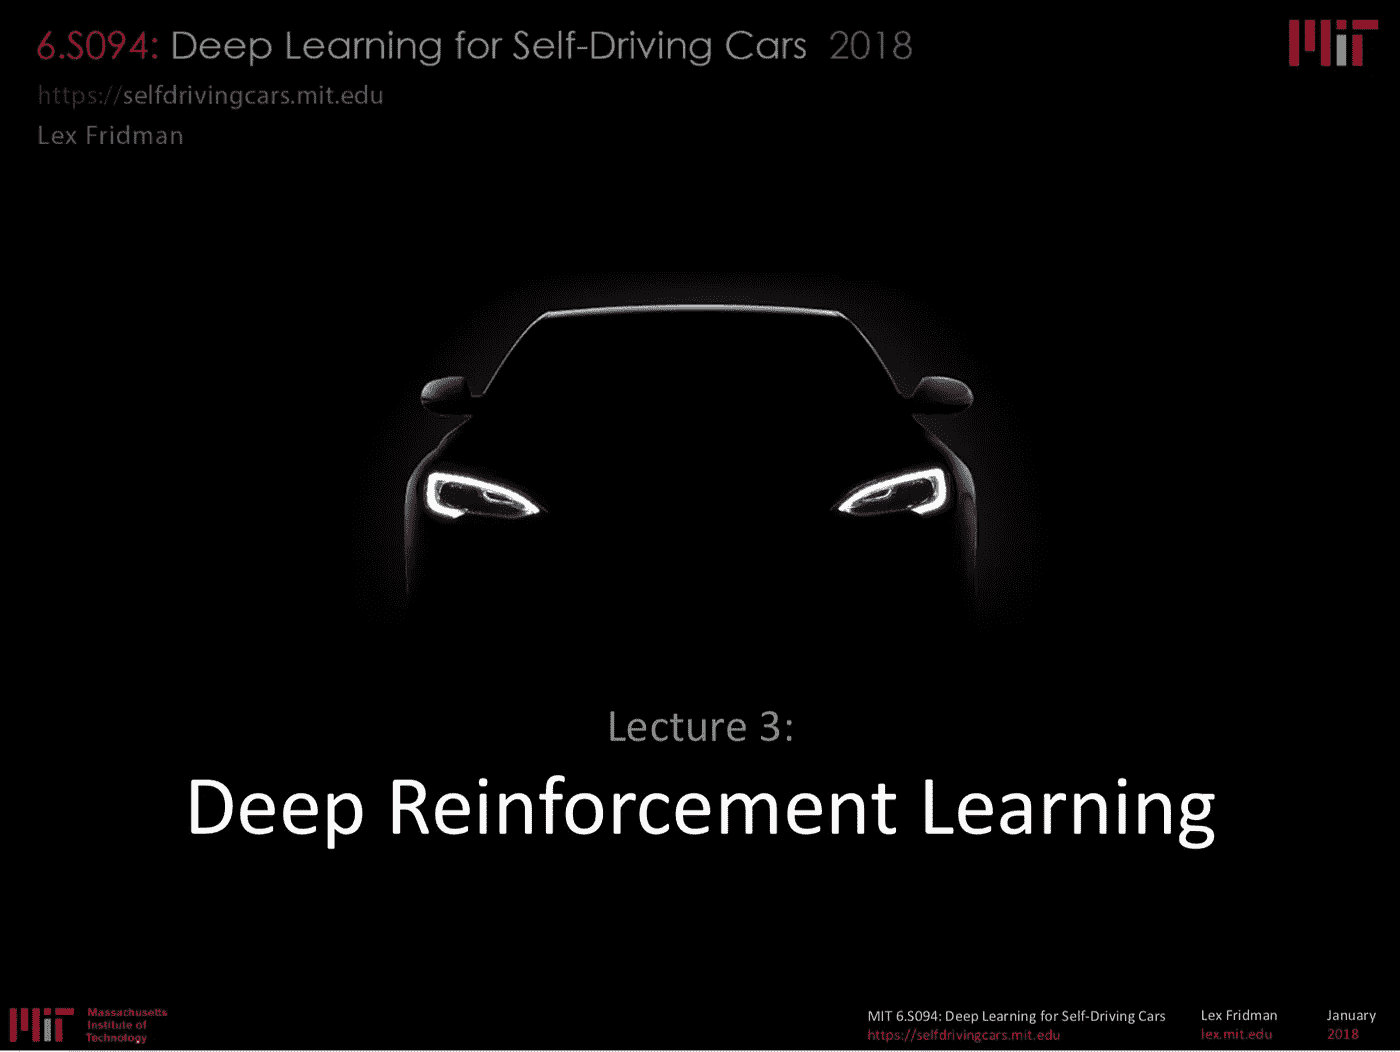 6.S094: Deep Learning for Self-Driving Cars 2018
MIT
https://selfdrivingcars.mit.edu
Lex Fridman
Lecture 3:
Deep Reinforcement Learning
MIT
Massachusetts
Institute of
Technology
MIT 6.S094: Deep Learning for Self-Driving Cars
https://selfdrivingcars.mit.edu
Lex Fridman
lex.mit.edu
January
2018